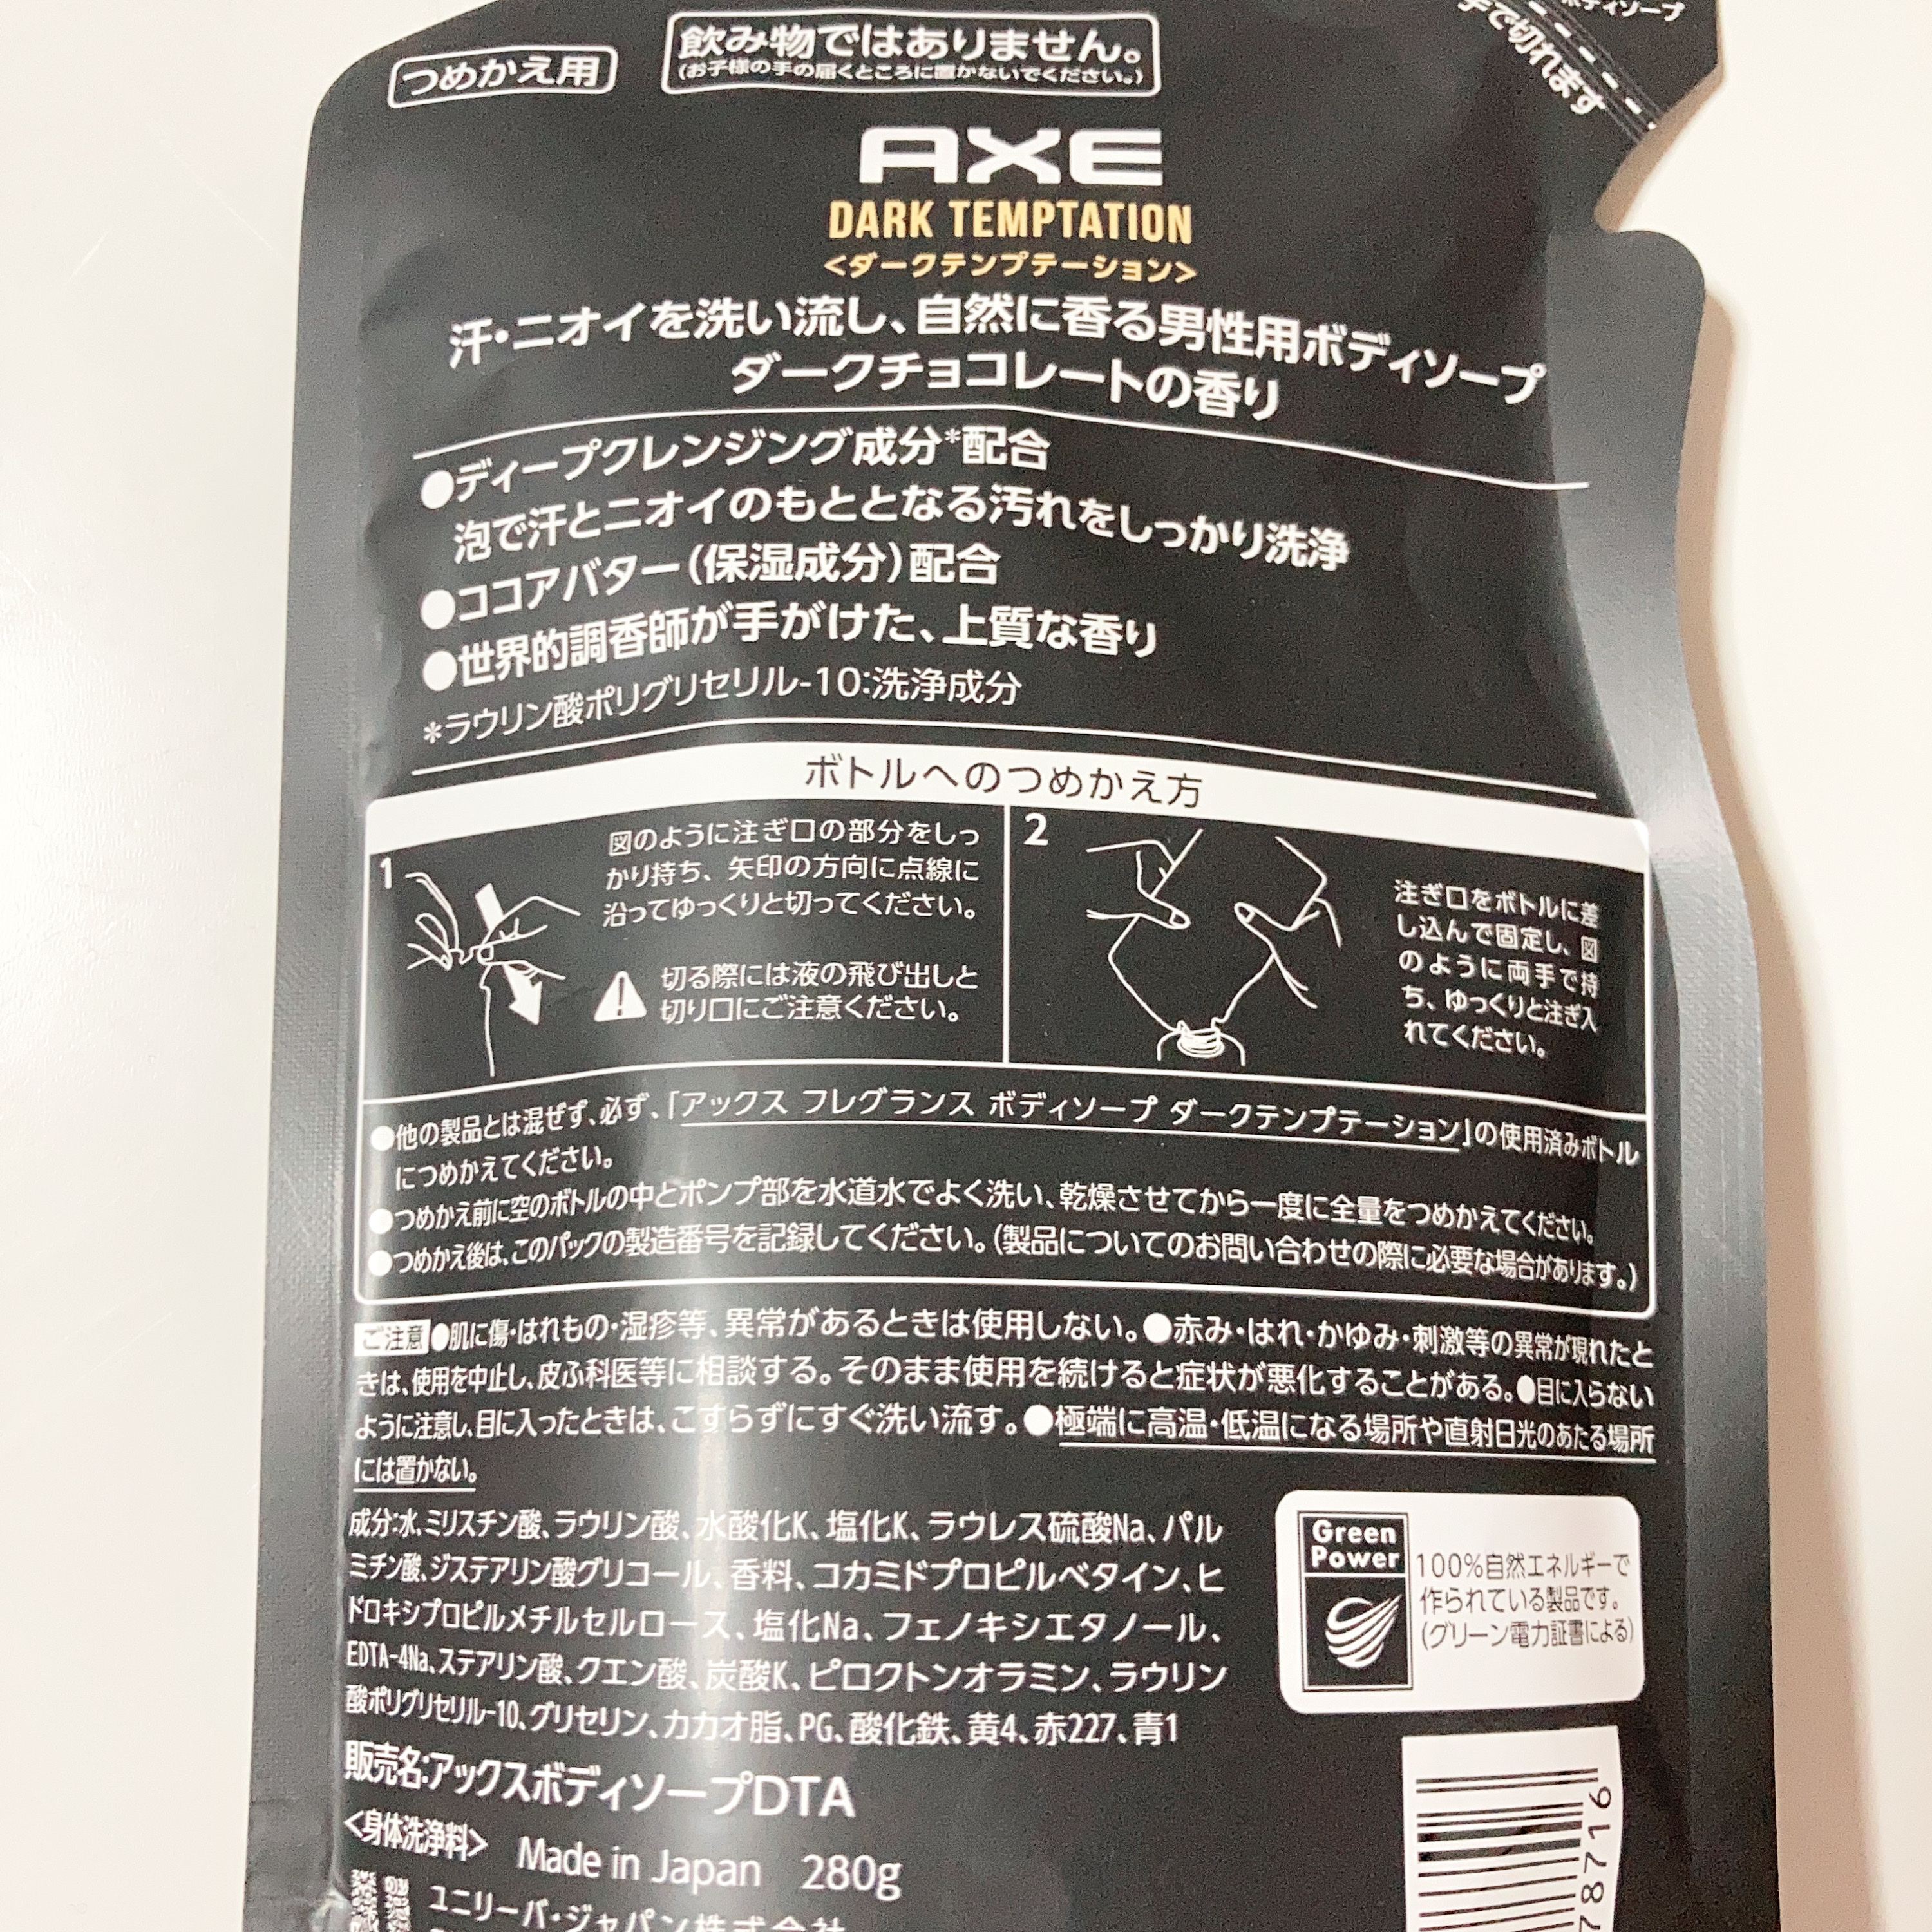 つめかえ用
飲み物ではありません。
(お子様の手の届くところに置かないでください。)
ボディソープ
手で切れます
AXE
DARK TEMPTATION
<ダークテンプテーション>
汗・ニオイを洗い流し、自然に香る男性用ボディソープ
ダークチョコレートの香り
●ディープクレンジング成分*配合
泡で汗とニオイのもととなる汚れをしっかり洗浄
●ココアバター(保湿成分)配合
●世界的調香師が手がけた、上質な香り
*ラウリン酸ポリグリセリル-10:洗浄成分
ボトルへのつめかえ方
1
図のように注ぎ口の部分をしっ
かり持ち、矢印の方向に点線に
沿ってゆっくりと切ってください。
切る際には液の飛び出しと
切り口にご注意ください。
2
注ぎ口をボトルに差
し込んで固定し、図
のように両手で持
ち、ゆっくりと注ぎ入
れてください。
●他の製品とは混ぜず、必ず、「アックス フレグランス ボディソープ ダークテンプテーション」の使用済みボトル
につめかえてください。
●つめかえ前に空のボトルの中とポンプ部を水道水でよく洗い、乾燥させてから一度に全量をつめかえてください。
●つめかえ後は、このパックの製造番号を記録してください。(製品についてのお問い合わせの際に必要な場合があります。)
ご注意●肌に傷・はれもの・湿疹等、異常があるときは使用しない。●赤み・はれ・かゆみ・刺激等の異常が現れたと
きは、使用を中止し、皮ふ科医等に相談する。そのまま使用を続けると症状が悪化することがある。●目に入らない
ように注意し、目に入ったときは、こすらずにすぐ洗い流す。●極端に高温・低温になる場所や直射日光のあたる場所
には置かない。
成分:水、ミリスチン酸、ラウリン酸、水酸化K、塩化K、ラウレス硫酸Na、パル
ミチン酸、ジステアリン酸グリコール、香料、コカミドプロピルベタイン、ヒ
ドロキシプロピルメチルセルロース、塩化Na、フェノキシエタノール、
EDTA-4Na、ステアリン酸、クエン酸、炭酸K、ピロクトンオラミン、ラウリン
酸ポリグリセリル-10、グリセリン、カカオ脂、PG、酸化鉄、黄4、赤227、青1
Green
Power
100%自然エネルギーで
作られている製品です。
(グリーン電力証書による)
販売名:アックスボディソープDTA
<身体洗浄料> Made in Japan 280g
ユニリーバ・ジャパン株式会社
78716